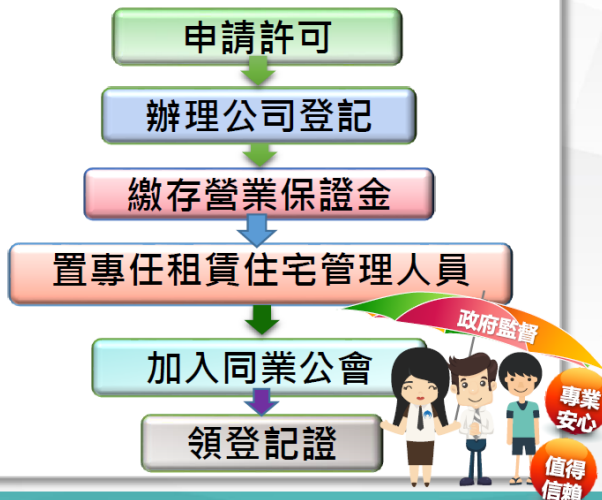 申請許可
辦理公司登記
繳存營業保證金
置專任租賃住宅管理人員
政府監督
加入同業公會
專業
安心
領登記證
值得
信賴